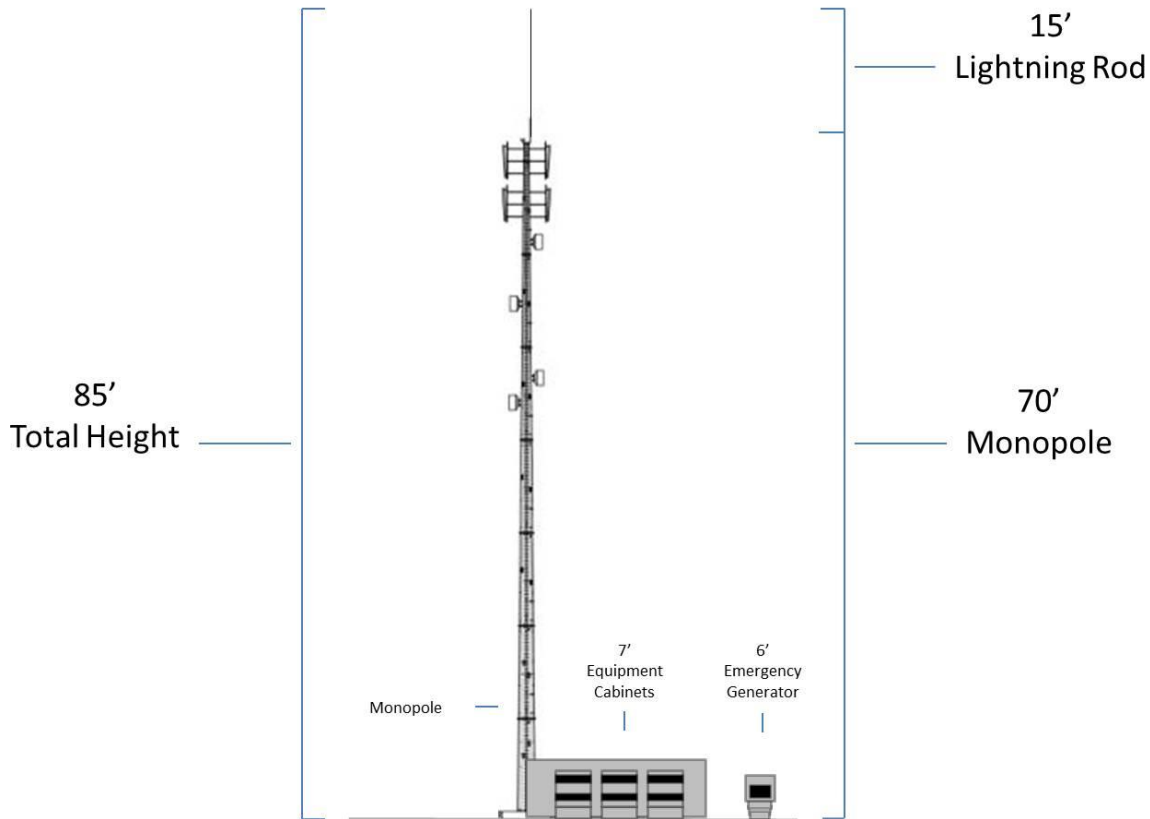 15’
Lightning Rod
85’
Total Height
70’
Monopole
7’
Equipment
Cabinets
6’
Emergency
Generator
Monopole